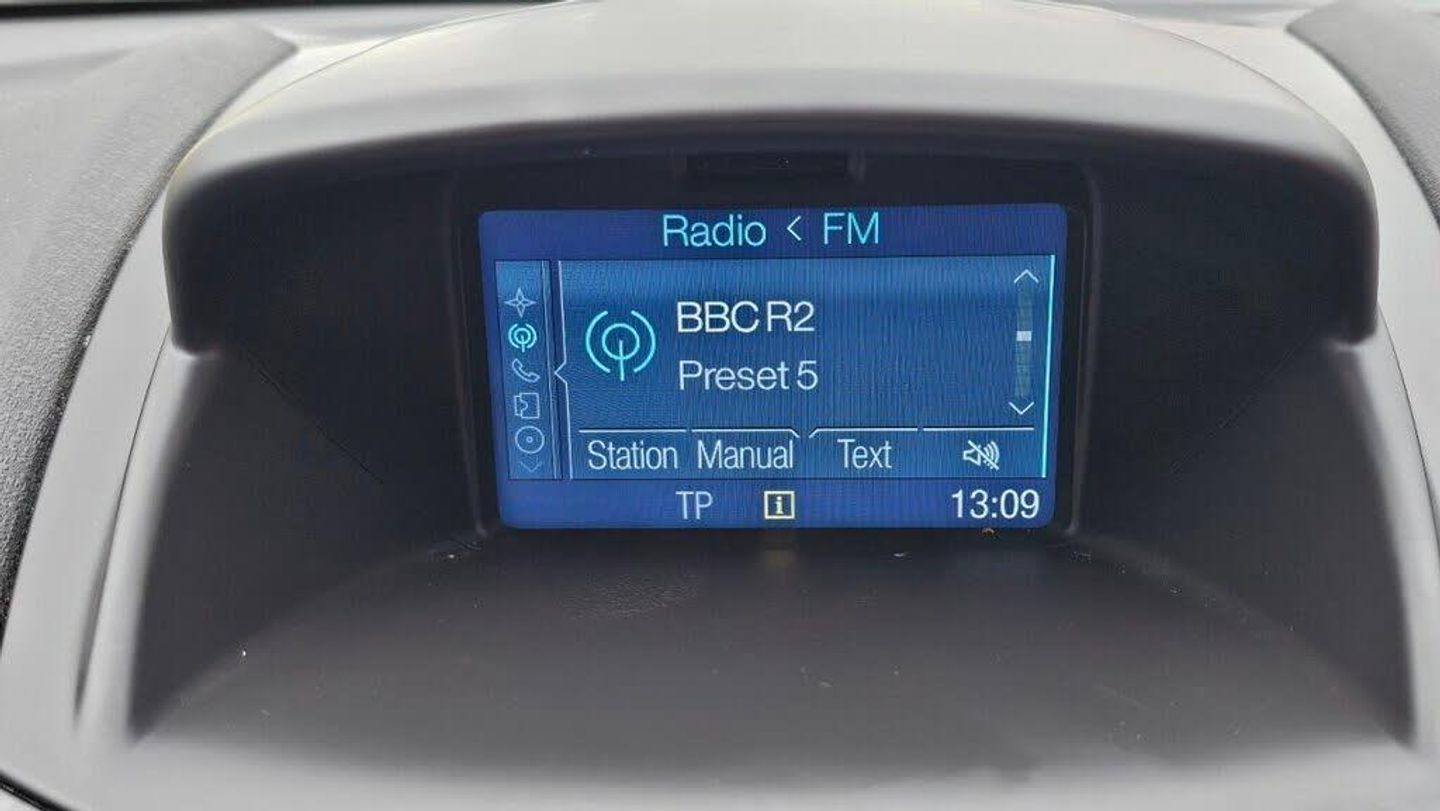 Radio < FM
BBC R2
Preset 5
Station Manual Text
TP i 13:09